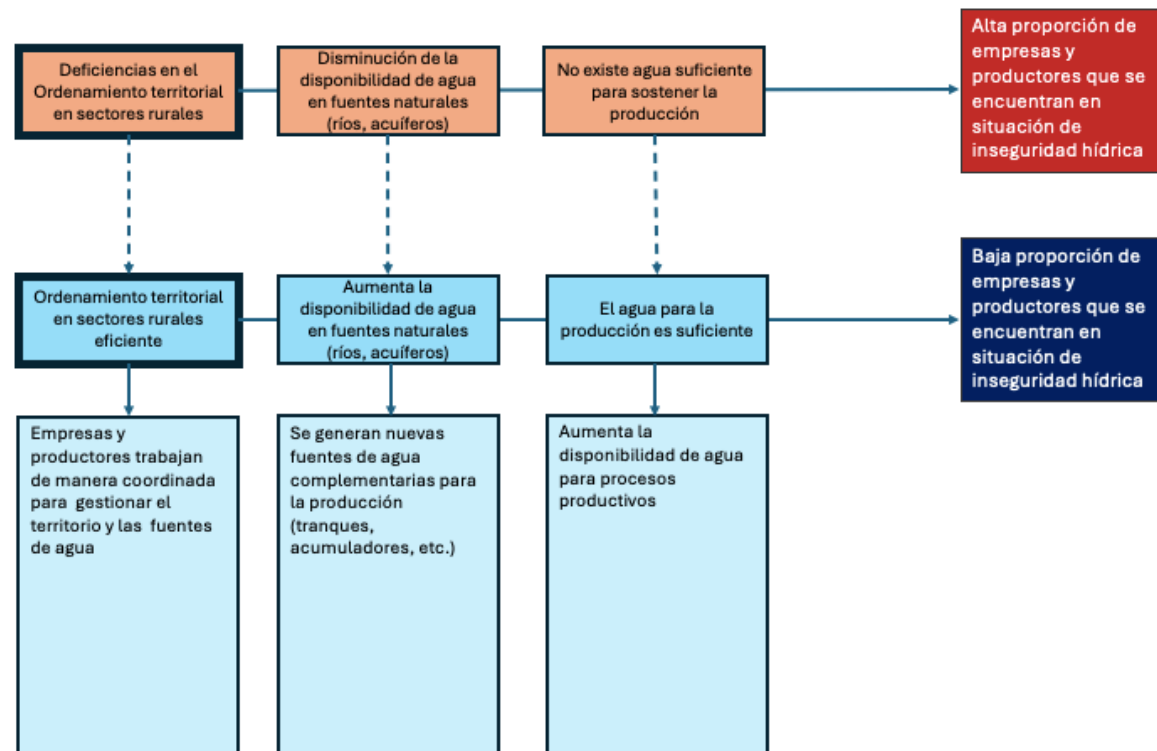 Deficiencias en el
Ordenamiento territorial
en sectores rurales
Disminución de la
disponibilidad de agua
en fuentes naturales
(ríos, acuíferos)
No existe agua suficiente
para sostener la
producción
Alta proporción de
empresas y
productores que se
encuentran en
situación de
inseguridad hídrica
Ordenamiento territorial
en sectores rurales
eficiente
Aumenta la
disponibilidad de agua
en fuentes naturales
(ríos, acuíferos)
El agua para la
producción es suficiente
Baja proporción de
empresas y
productores que se
encuentran en
situación de
inseguridad hídrica
Empresas y
productores trabajan
de manera coordinada
para gestionar el
territorio y las fuentes
de agua
Se generan nuevas
fuentes de agua
complementarias para
la producción
(tranques,
acumuladores, etc.)
Aumenta la
disponibilidad de agua
para procesos
productivos